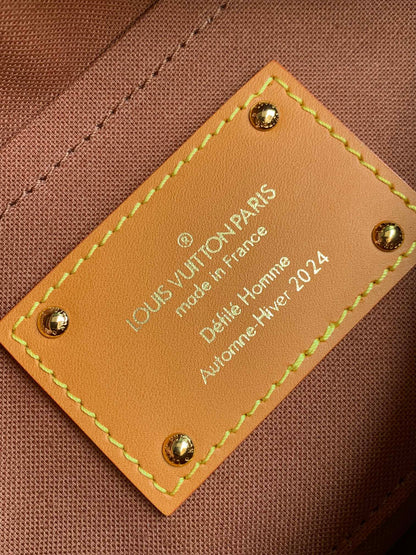 ®
LOUIS VUITTON PARIS
made in France
Défilé Homme
Automne-Hiver 2024